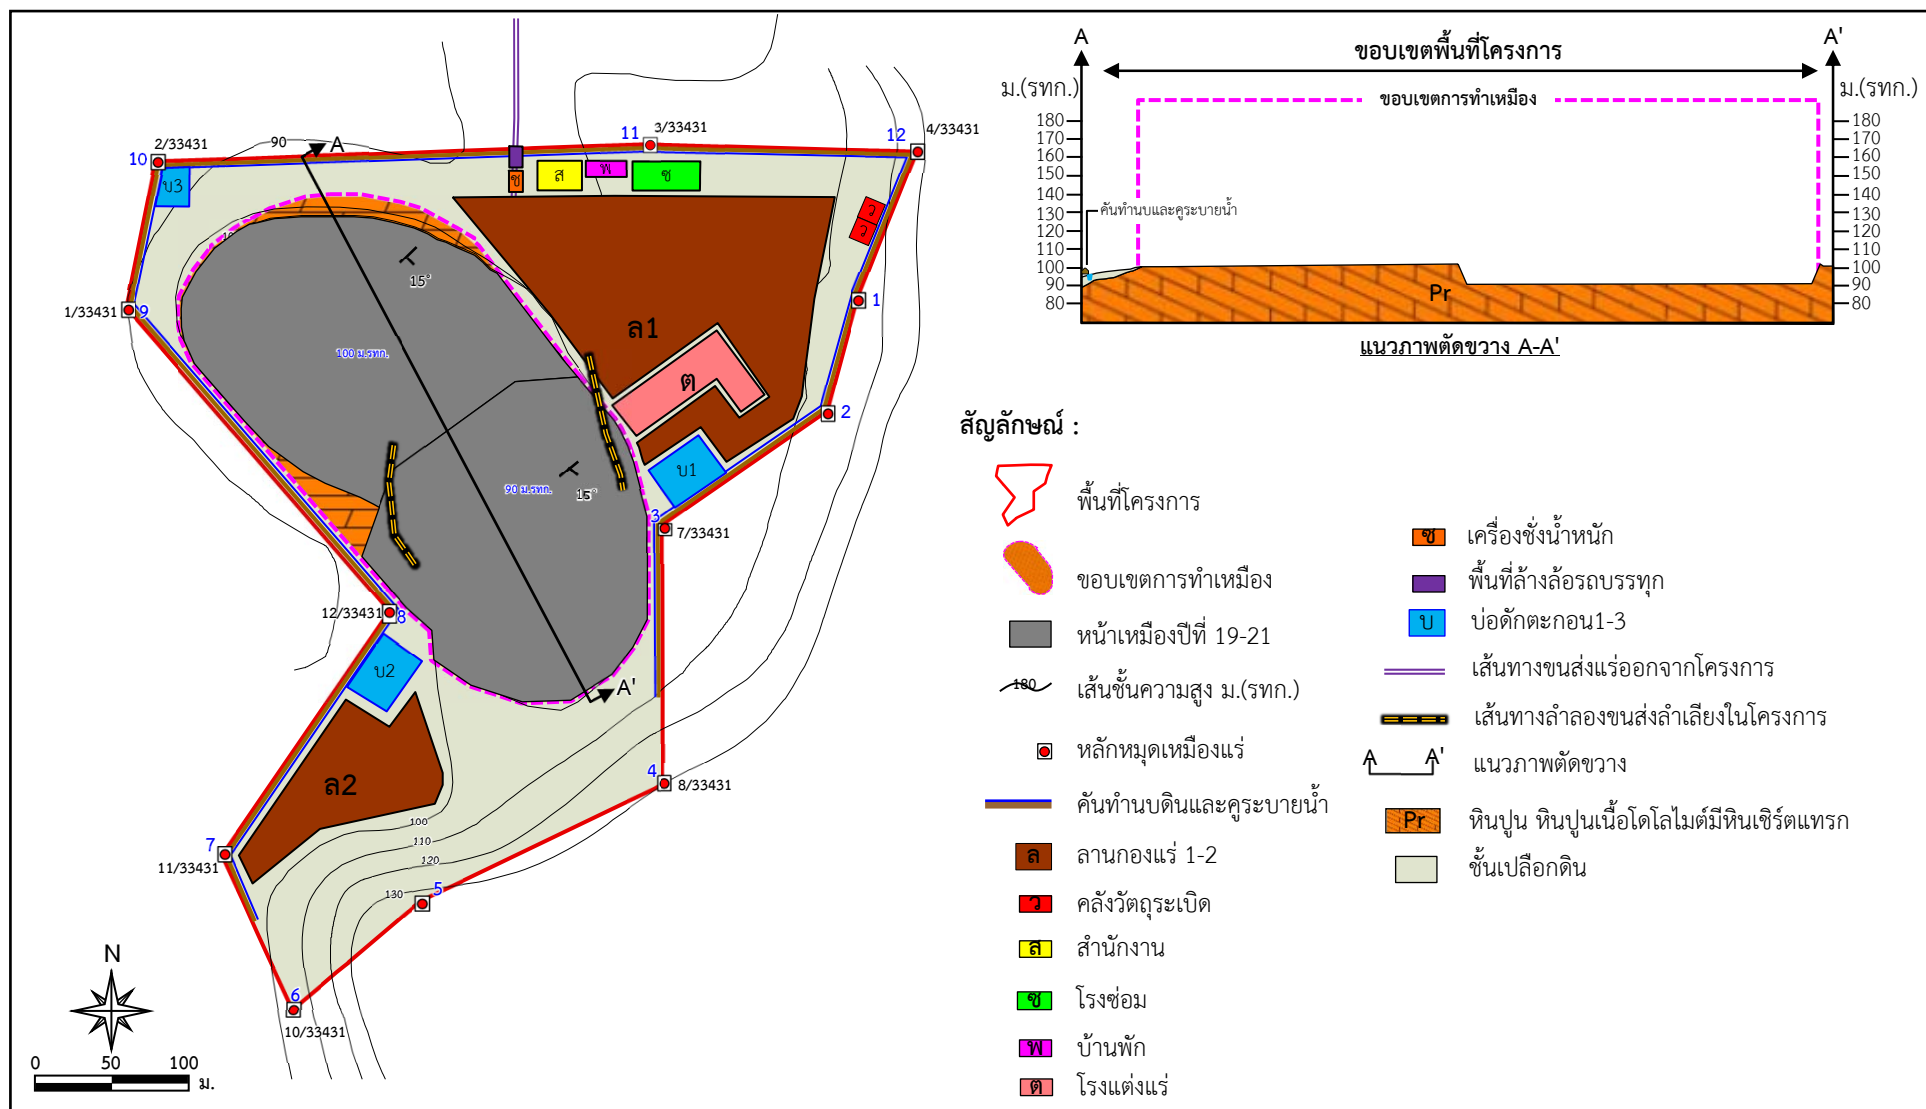 2/33431
90
A
11
3/33431
12
4/33431
10
บ3
ช
ส
พ
ซ
ว
ว
15°
1/33431
9
1
100 ม.รทก.
ล1
ต
2
บ1
90 ม.รทก.
15°
3
7/33431
12/33431
8
บ2
A'
ล2
4
8/33431
100
110
120
130
7
11/33431
5
6
10/33431
N
0 50 100
ม.
A
A'
ขอบเขตพื้นที่โครงการ
ม.(รทก.)
ม.(รทก.)
ขอบเขตการทำเหมือง
180
170
160
150
140
130
120
110
100
90
80
คันทำนบและคูระบายน้ำ
Pr
180
170
160
150
140
130
120
110
100
90
80
แนวภาพตัดขวาง A-A'
สัญลักษณ์ :
พื้นที่โครงการ
ขอบเขตการทำเหมือง
หน้าเหมืองปีที่ 19-21
180 เส้นชั้นความสูง ม.(รทก.)
หลักหมุดเหมืองแร่
คันทำนบดินและคูระบายน้ำ
ล ลานกองแร่ 1-2
ว คลังวัตถุระเบิด
ส สำนักงาน
ซ โรงซ่อม
พ บ้านพัก
ต โรงแต่งแร่
ช เครื่องชั่งน้ำหนัก
พื้นที่ล้างล้อรถบรรทุก
บ บ่อดักตะกอน1-3
เส้นทางขนส่งแร่ออกจากโครงการ
เส้นทางลำลองขนส่งลำเลียงในโครงการ
A A' แนวภาพตัดขวาง
Pr หินปูน หินปูนเนื้อโดโลไมต์มีหินเชิร์ตแทรก
ชั้นเปลือกดิน